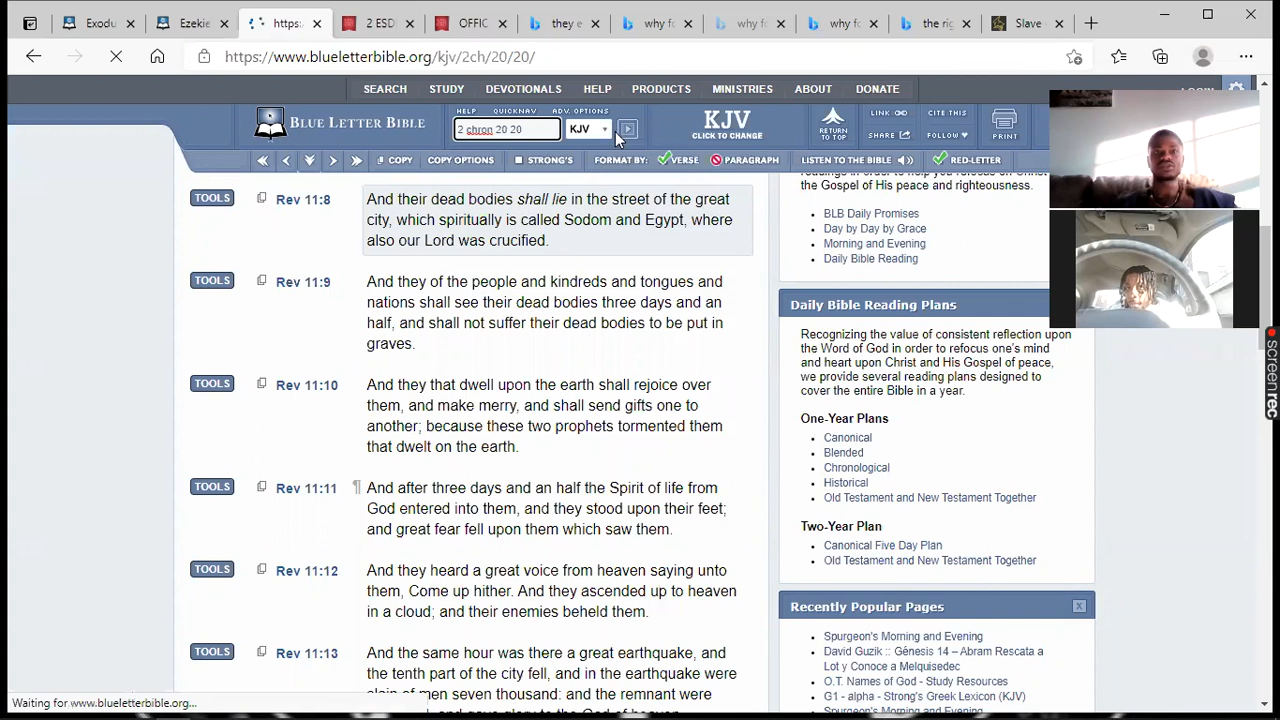 Exodu
Ezekie
https:
2 ESDI
OFFIC
they e
why fo
why fo
why fo
the rig
Slave
https://www.blueletterbible.org/kjv/2ch/20/20/
SEARCH STUDY DEVOTIONALS HELP PRODUCTS MINISTRIES ABOUT DONATE
BLUE LETTER BIBLE
HELP QUICKNAV ADV. OPTIONS
2 chron 20 20 KJV
KJV
CLICK TO CHANGE
LINK CITE THIS
SHARE FOLLOW
RETURN
TO TOP
PRINT
COPY COPY OPTIONS STRONG'S FORMAT BY: VERSE PARAGRAPH LISTEN TO THE BIBLE RED-LETTER
TOOLS Rev 11:8 And their dead bodies shall lie in the street of the great
city, which spiritually is called Sodom and Egypt, where
also our Lord was crucified.
TOOLS Rev 11:9 And they of the people and kindreds and tongues and
nations shall see their dead bodies three days and an
half, and shall not suffer their dead bodies to be put in
graves.
TOOLS Rev 11:10 And they that dwell upon the earth shall rejoice over
them, and make merry, and shall send gifts one to
another; because these two prophets tormented them
that dwelt on the earth.
TOOLS Rev 11:11 ¶ And after three days and an half the Spirit of life from
God entered into them, and they stood upon their feet;
and great fear fell upon them which saw them.
TOOLS Rev 11:12 And they heard a great voice from heaven saying unto
them, Come up hither. And they ascended up to heaven
in a cloud; and their enemies beheld them.
TOOLS Rev 11:13 And the same hour was there a great earthquake, and
the tenth part of the city fell, and in the earthquake were
slain of men seven thousand: and the remnant were
the Gospel of His peace and righteousness.
• BLB Daily Promises
• Day by Day by Grace
• Morning and Evening
• Daily Bible Reading
Daily Bible Reading Plans
Recognizing the value of consistent reflection upon
the Word of God in order to refocus one's mind
and heart upon Christ and His Gospel of peace,
we provide several reading plans designed to
cover the entire Bible in a year.
One-Year Plans
• Canonical
• Blended
• Chronological
• Historical
• Old Testament and New Testament Together
Two-Year Plan
• Canonical Five Day Plan
• Old Testament and New Testament Together
Recently Popular Pages
• Spurgeon's Morning and Evening
• David Guzik :: Génesis 14 – Abram Rescata a
Lot y Conoce a Melquisedec
• O.T. Names of God - Study Resources
• G1 - alpha - Strong's Greek Lexicon (KJV)
• Spurgeon's Morning and Evening
Waiting for www.blueletterbible.org...
screenrec